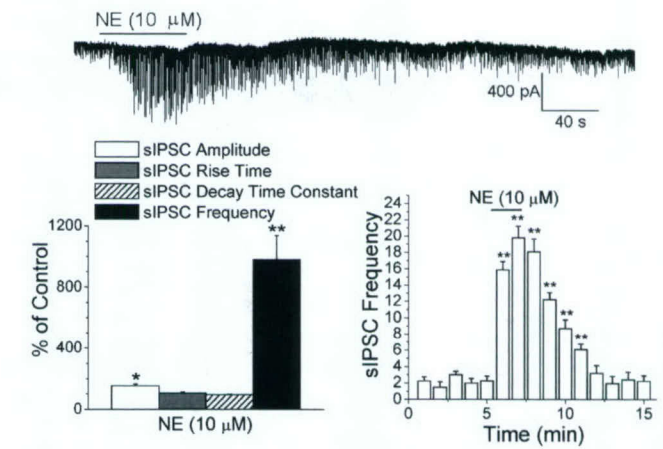 NE (10 μM)
400 pA
40 s
sIPSC Amplitude
sIPSC Rise Time
sIPSC Decay Time Constant
sIPSC Frequency
% of Control
1200
800
400
0
*
**
NE (10 μM)
sIPSC Frequency
NE (10 μM)
24
22
20
18
16
14
12
10
8
6
4
2
0
** ** ** ** ** **
0 5 10 15
Time (min)